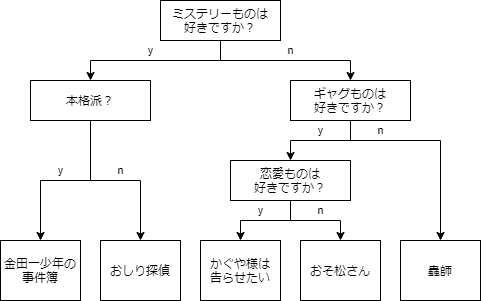 ミステリーものは
好きですか？
y
n
本格派？
ギャグものは
好きですか？
y
n
恋愛ものは
好きですか？
y
n
y
n
金田一少年の
事件簿
おしり探偵
かぐや様は
告らせたい
おそ松さん
蟲師